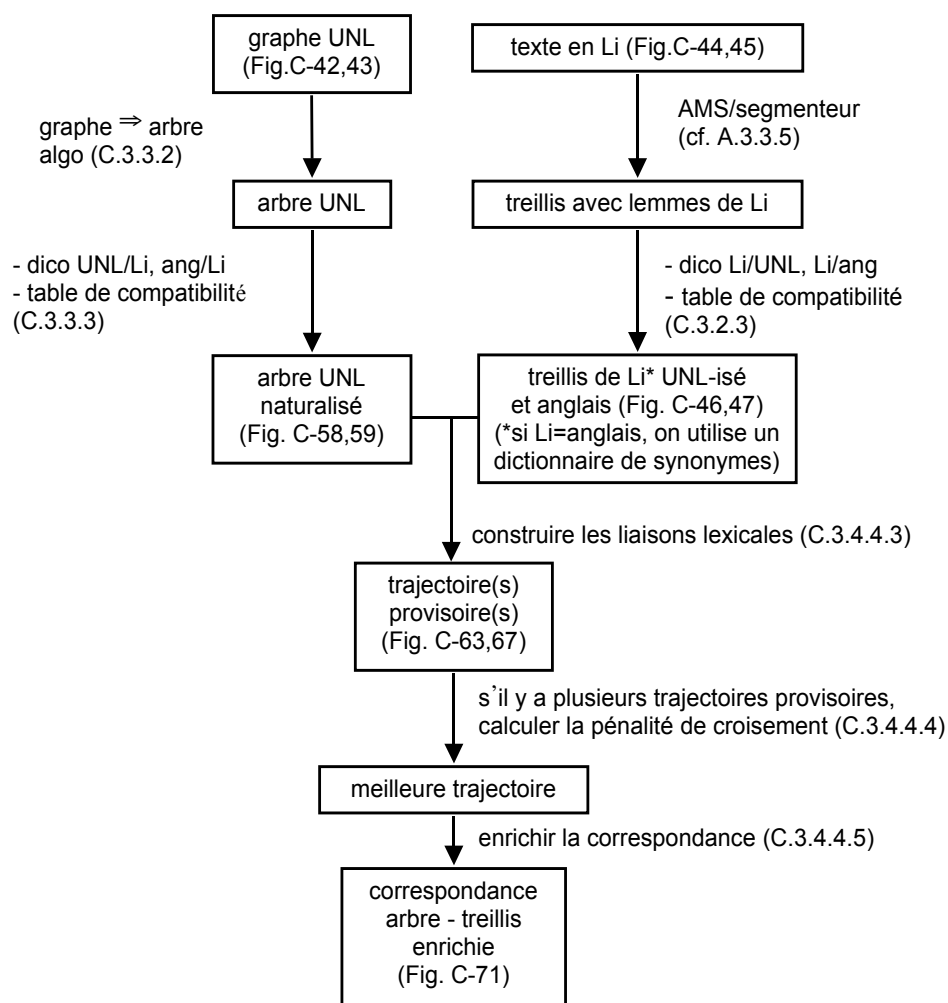 graphe UNL
(Fig.C-42,43)
texte en Li (Fig.C-44,45)
graphe ⇒ arbre
algo (C.3.3.2)
AMS/segmenteur
(cf. A.3.3.5)
arbre UNL
treillis avec lemmes de Li
- dico UNL/Li, ang/Li
- table de compatibilité
(C.3.3.3)
- dico Li/UNL, Li/ang
- table de compatibilité
(C.3.2.3)
arbre UNL
naturalisé
(Fig. C-58,59)
treillis de Li* UNL-isé
et anglais (Fig. C-46,47)
(*si Li=anglais, on utilise un
dictionnaire de synonymes)
construire les liaisons lexicales (C.3.4.4.3)
trajectoire(s)
provisoire(s)
(Fig. C-63,67)
s'il y a plusieurs trajectoires provisoires,
calculer la pénalité de croisement (C.3.4.4.4)
meilleure trajectoire
enrichir la correspondance (C.3.4.4.5)
correspondance
arbre - treillis
enrichie
(Fig. C-71)